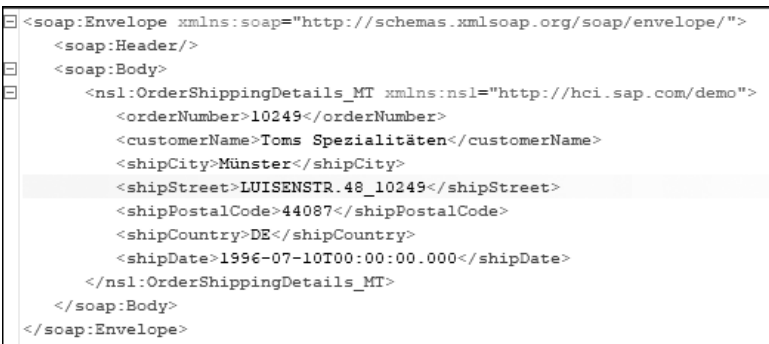 <soap:Envelope xmlns:soap="http://schemas.xmlsoap.org/soap/envelope/">
<soap:Header/>
<soap:Body>
<ns1:OrderShippingDetails_MT xmlns:ns1="http://hci.sap.com/demo">
<orderNumber>10249</orderNumber>
<customerName>Toms Spezialitäten</customerName>
<shipCity>Münster</shipCity>
<shipStreet>LUISENSTR.48_10249</shipStreet>
<shipPostalCode>44087</shipPostalCode>
<shipCountry>DE</shipCountry>
<shipDate>1996-07-10T00:00:00.000</shipDate>
</ns1:OrderShippingDetails_MT>
</soap:Body>
</soap:Envelope>